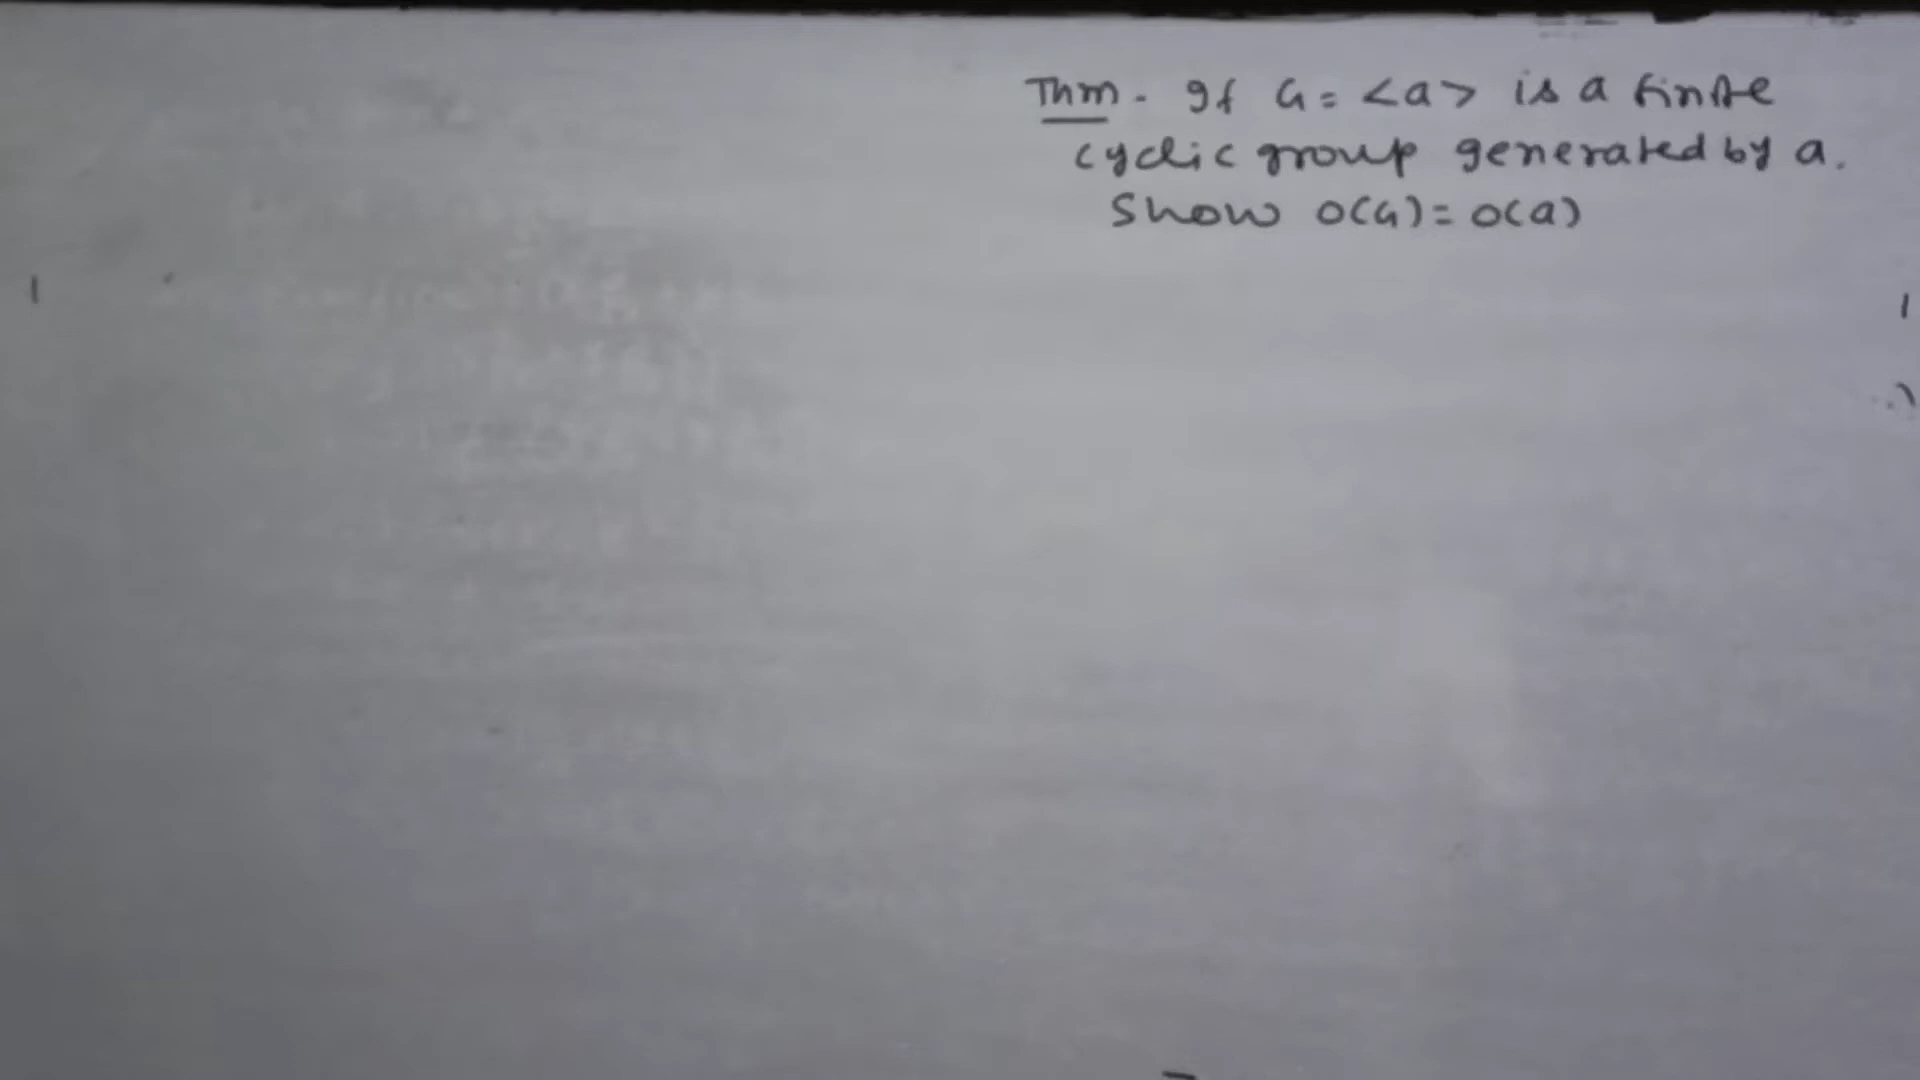 Thm. If G = <a> is a finite
cyclic group generated by a.
Show o(G) = o(a)